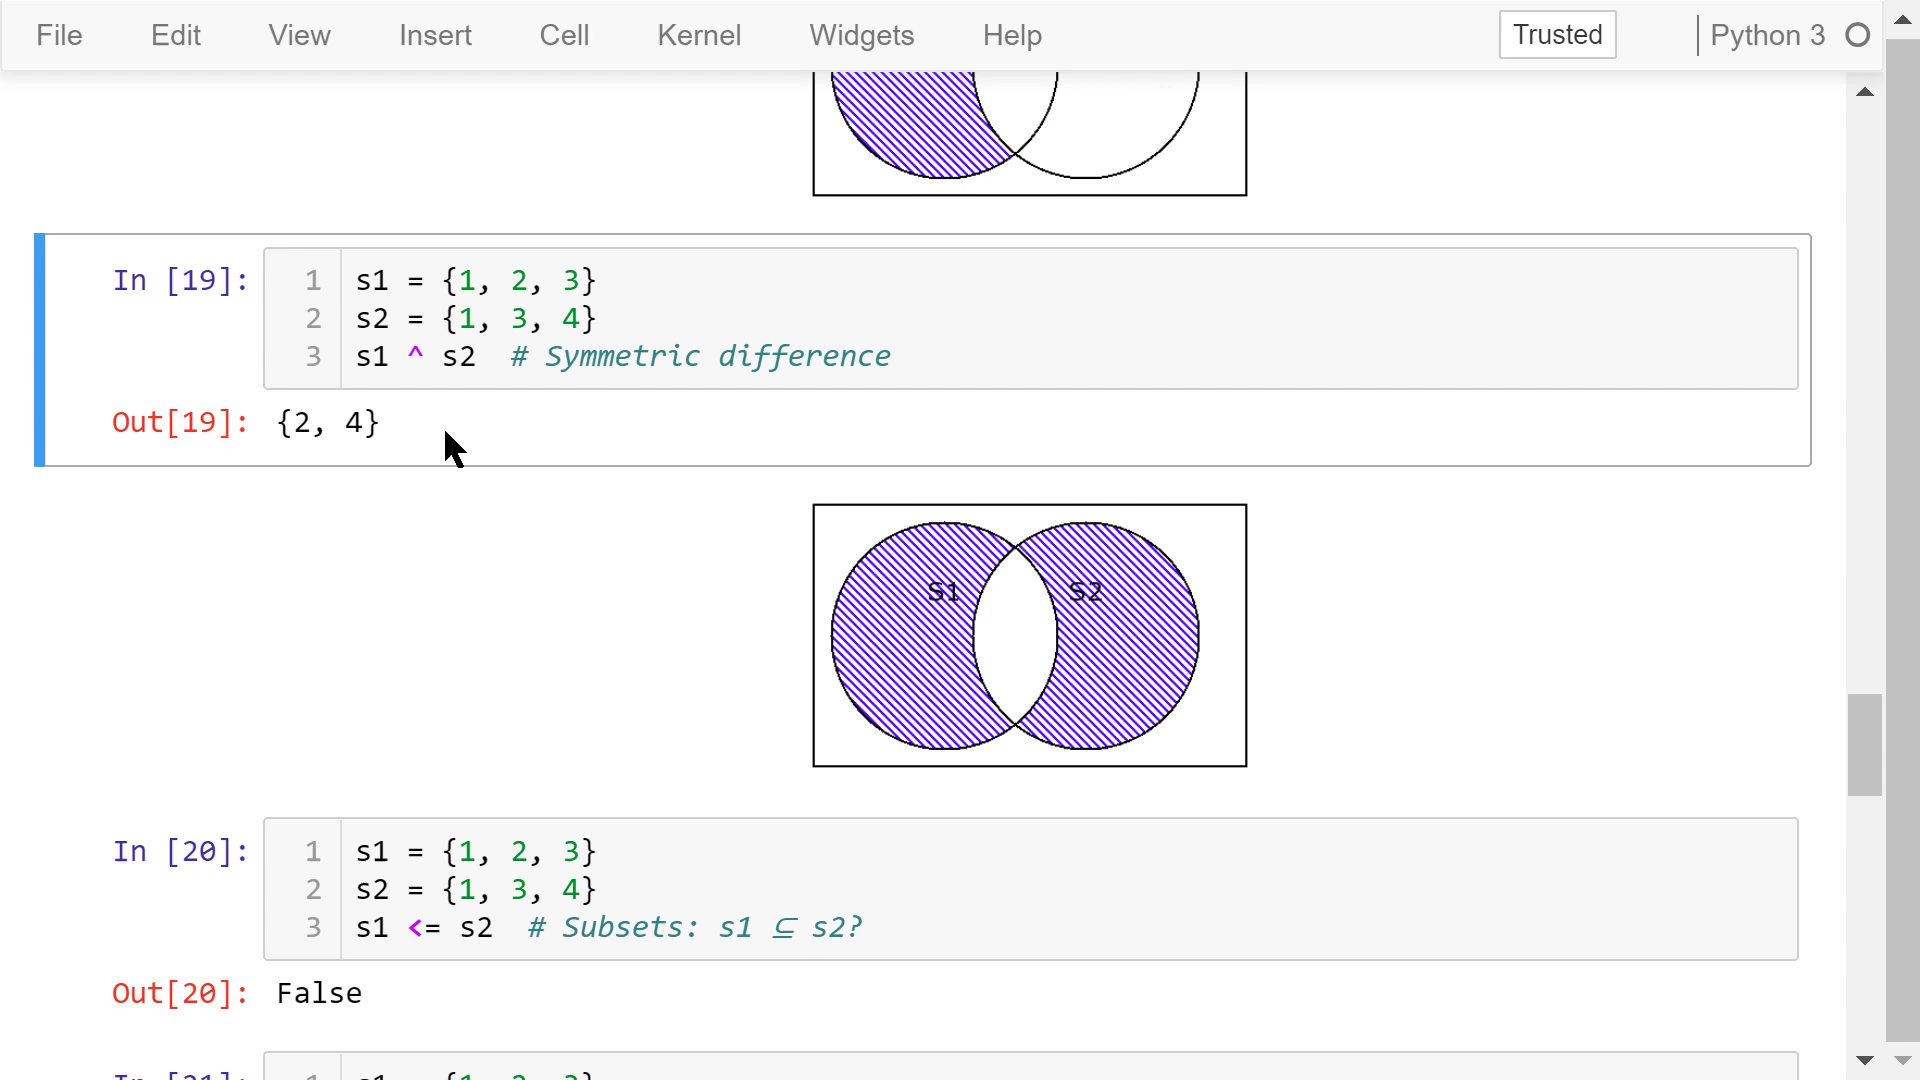 File Edit View Insert Cell Kernel Widgets Help Trusted Python 3
In [19]:
1 s1 = {1, 2, 3}
2 s2 = {1, 3, 4}
3 s1 ^ s2 # Symmetric difference
Out[19]: {2, 4}
S1 S2
In [20]:
1 s1 = {1, 2, 3}
2 s2 = {1, 3, 4}
3 s1 <= s2 # Subsets: s1 ⊆ s2?
Out[20]: False